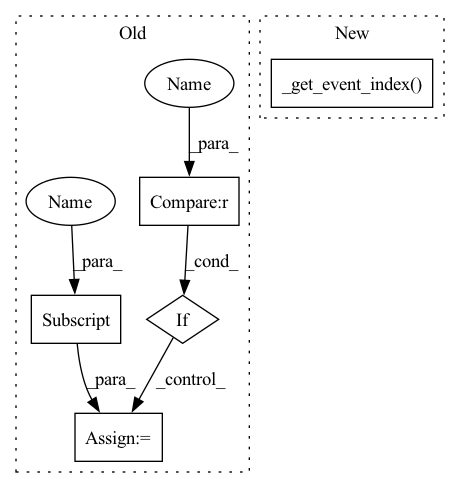 Old
New
Name
_get_event_index()
_para_
Name
Compare:r
_para_
_cond_
Subscript
If
_para_
_control_
Assign:=